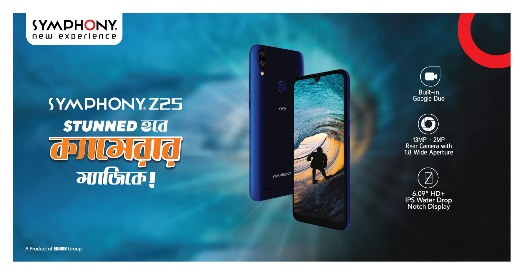 SYMPHONY
new experience
SYMPHONY Z25
STUNNED হবে
ক্যামেরার
ম্যাজিকে!
Built-in
Google Duo
13MP + 2MP
Rear Camera with
1.8 Wide Aperture
6.09" HD+
IPS Water Drop
Notch Display
A Product of Group